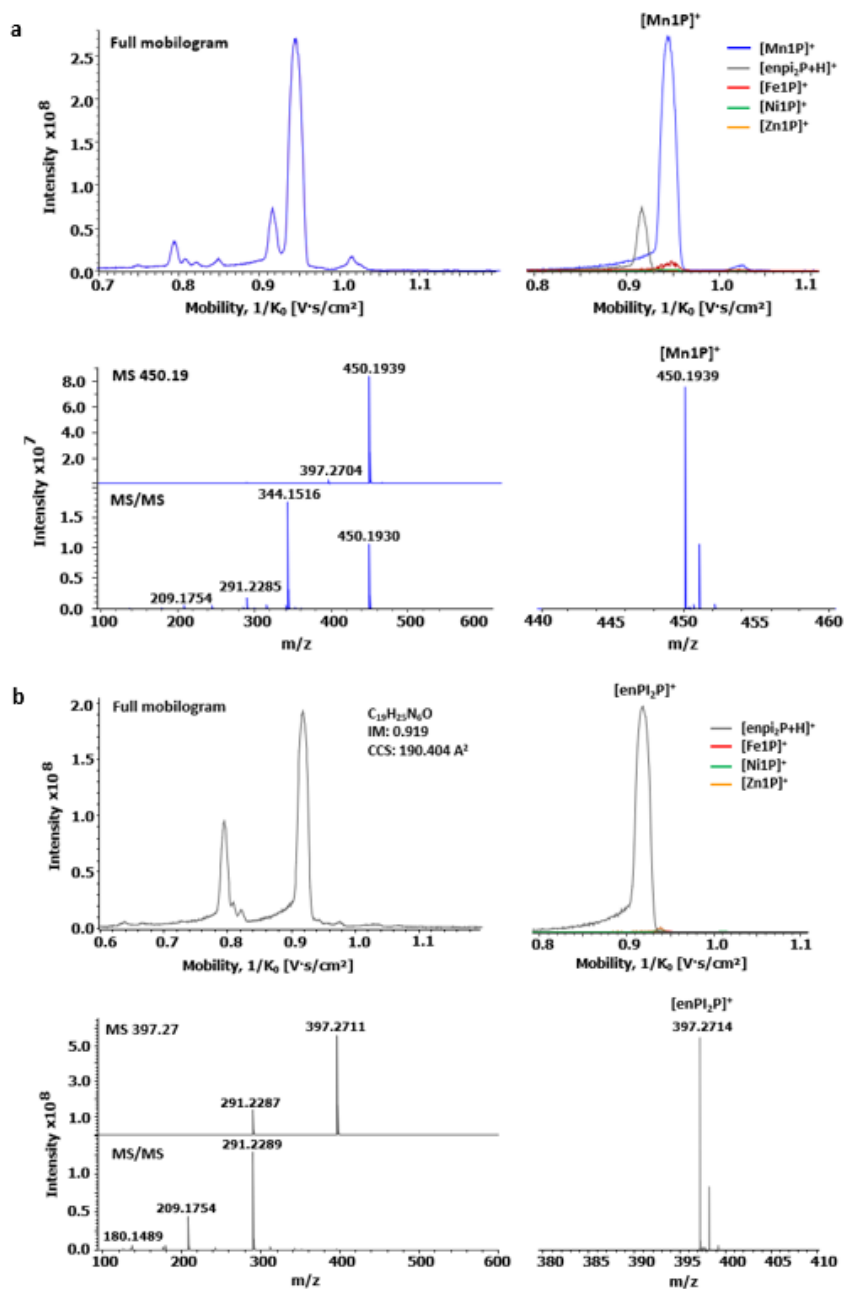 a
Full mobilogram
[Mn1P]⁺
[Mn1P]⁺
[enpi₂P+H]⁺
[Fe1P]⁺
[Ni1P]⁺
[Zn1P]⁺
Intensity x10⁸
2.5
2.0
1.5
1.0
0.5
0.0
0.7 0.8 0.9 1.0 1.1
Mobility, 1/K₀ [V·s/cm²]
0.8 0.9 1.0 1.1
Mobility, 1/K₀ [V·s/cm²]
MS 450.19
450.1939
397.2704
8.0
6.0
4.0
2.0
Intensity x10⁷
MS/MS
344.1516
450.1930
291.2285
209.1754
1.5
1.0
0.5
0.0
100 200 300 400 500 600
m/z
[Mn1P]⁺
450.1939
440 445 450 455 460
m/z
b
Full mobilogram
C₁₉H₂₅N₆O
IM: 0.919
CCS: 190.404 A²
[enPI₂P]⁺
[enpi₂P+H]⁺
[Fe1P]⁺
[Ni1P]⁺
[Zn1P]⁺
Intensity x10⁸
2.0
1.5
1.0
0.5
0.0
0.6 0.7 0.8 0.9 1.0 1.1
Mobility, 1/K₀ [V·s/cm²]
0.8 0.9 1.0 1.1
Mobility, 1/K₀ [V·s/cm²]
MS 397.27
397.2711
291.2287
5.0
3.0
1.0
Intensity x10⁸
MS/MS
291.2289
209.1754
180.1489
1.0
0.5
0.0
100 200 300 400 500 600
m/z
[enPI₂P]⁺
397.2714
380 385 390 395 400 405 410
m/z